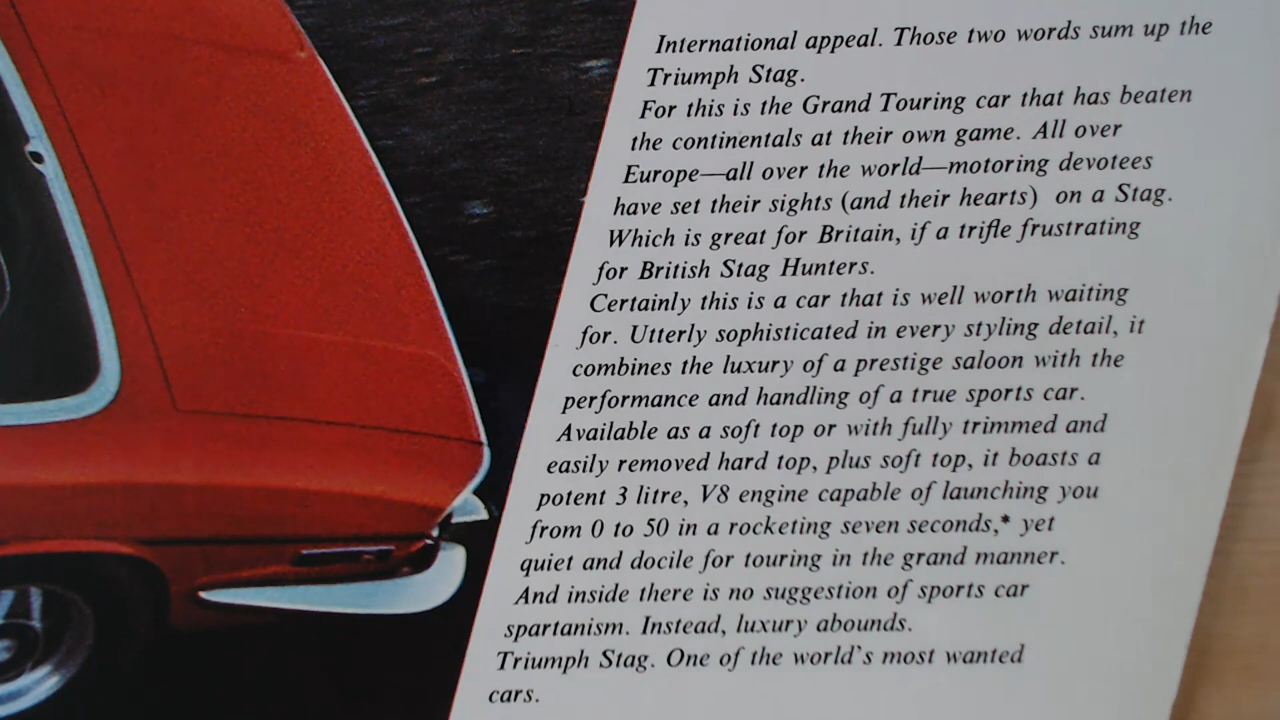 International appeal. Those two words sum up the
Triumph Stag.
For this is the Grand Touring car that has beaten
the continentals at their own game. All over
Europe—all over the world—motoring devotees
have set their sights (and their hearts) on a Stag.
Which is great for Britain, if a trifle frustrating
for British Stag Hunters.
Certainly this is a car that is well worth waiting
for. Utterly sophisticated in every styling detail, it
combines the luxury of a prestige saloon with the
performance and handling of a true sports car.
Available as a soft top or with fully trimmed and
easily removed hard top, plus soft top, it boasts a
potent 3 litre, V8 engine capable of launching you
from 0 to 50 in a rocketing seven seconds,* yet
quiet and docile for touring in the grand manner.
And inside there is no suggestion of sports car
spartanism. Instead, luxury abounds.
Triumph Stag. One of the world's most wanted
cars.